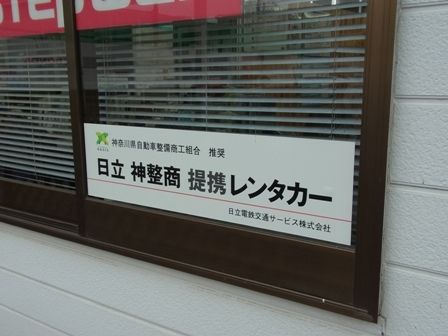 神奈川県自動車整備商工組合 推奨
日立 神整商 提携レンタカー
日立電鉄交通サービス株式会社